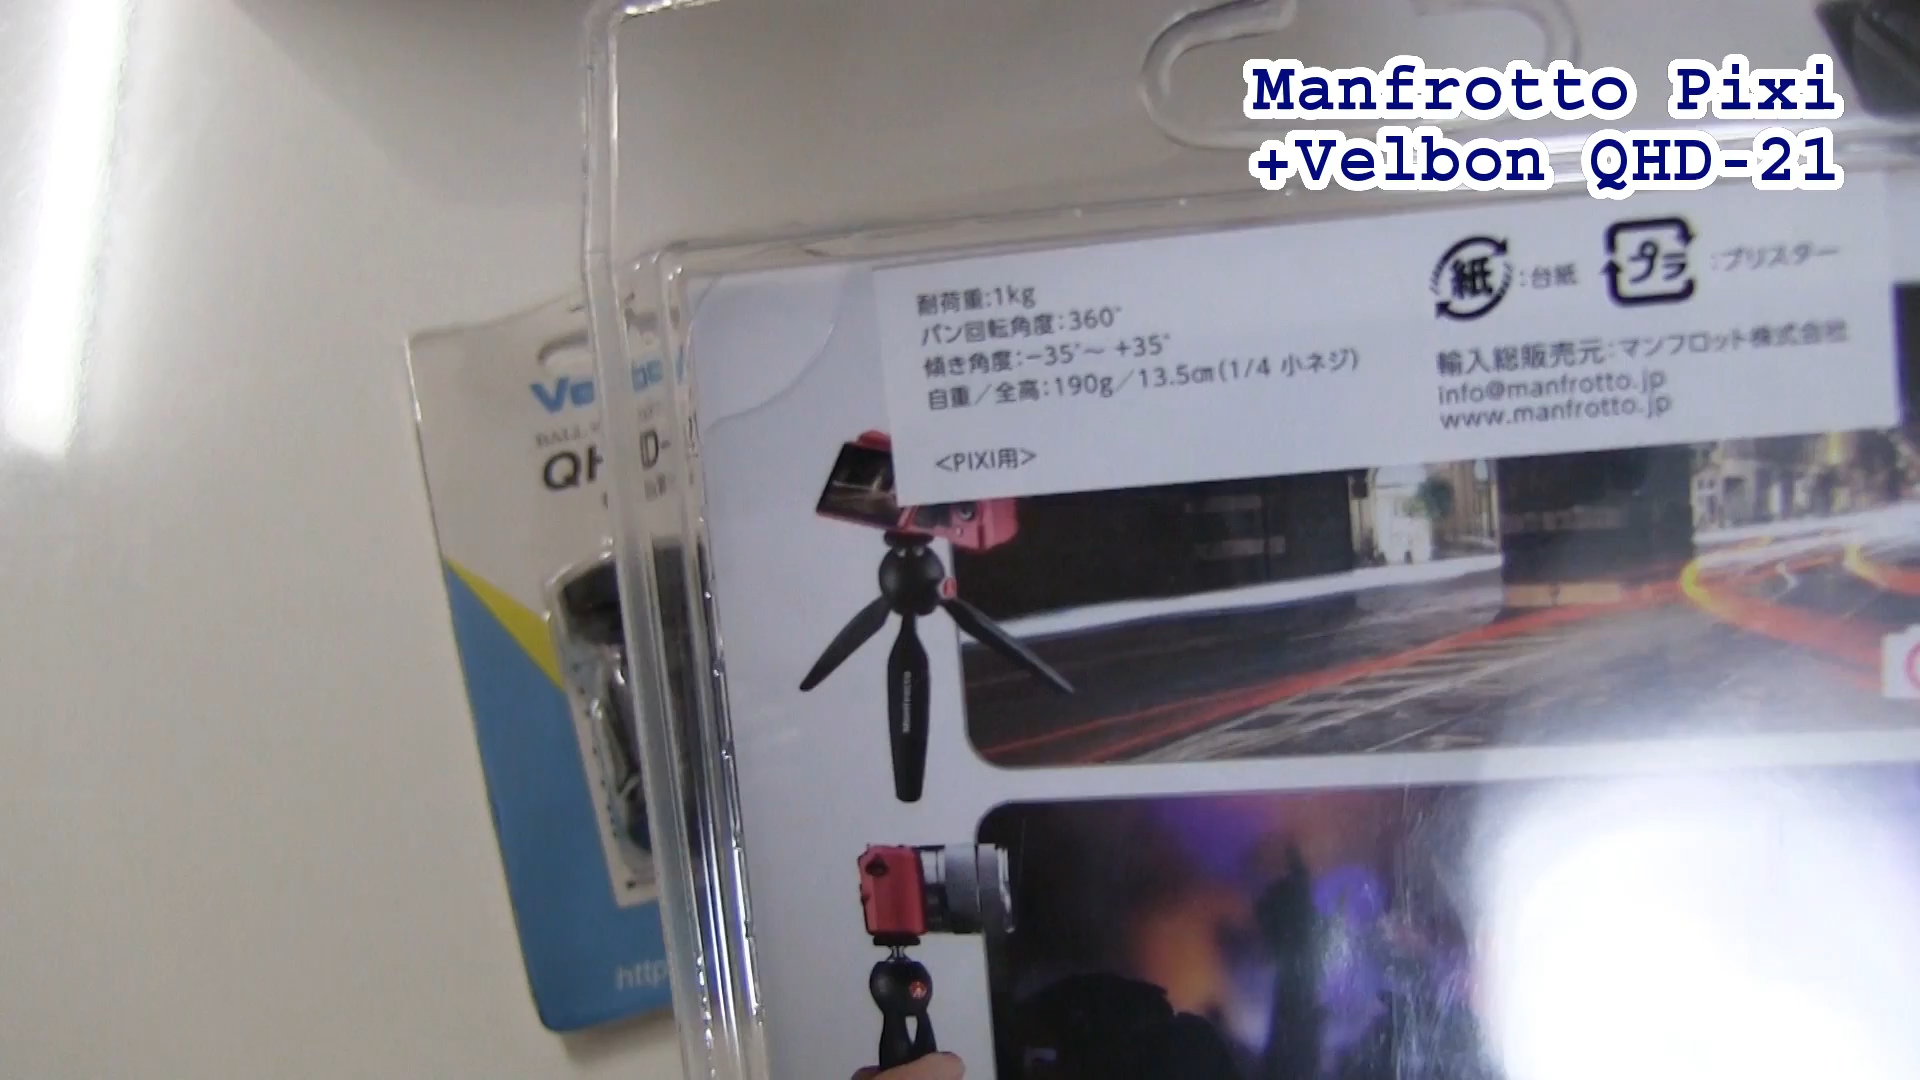 Manfrotto Pixi
+Velbon QHD-21
耐荷重:1kg
パン回転角度:360°
傾き角度:-35°~ +35°
自重/全高:190g/13.5㎝(1/4 小ネジ)
<PIXI用>
紙
:台紙
プラ
:ブリスター
輸入総販売元:マンフロット株式会社
info@manfrotto.jp
www.manfrotto.jp
Manfrotto
http